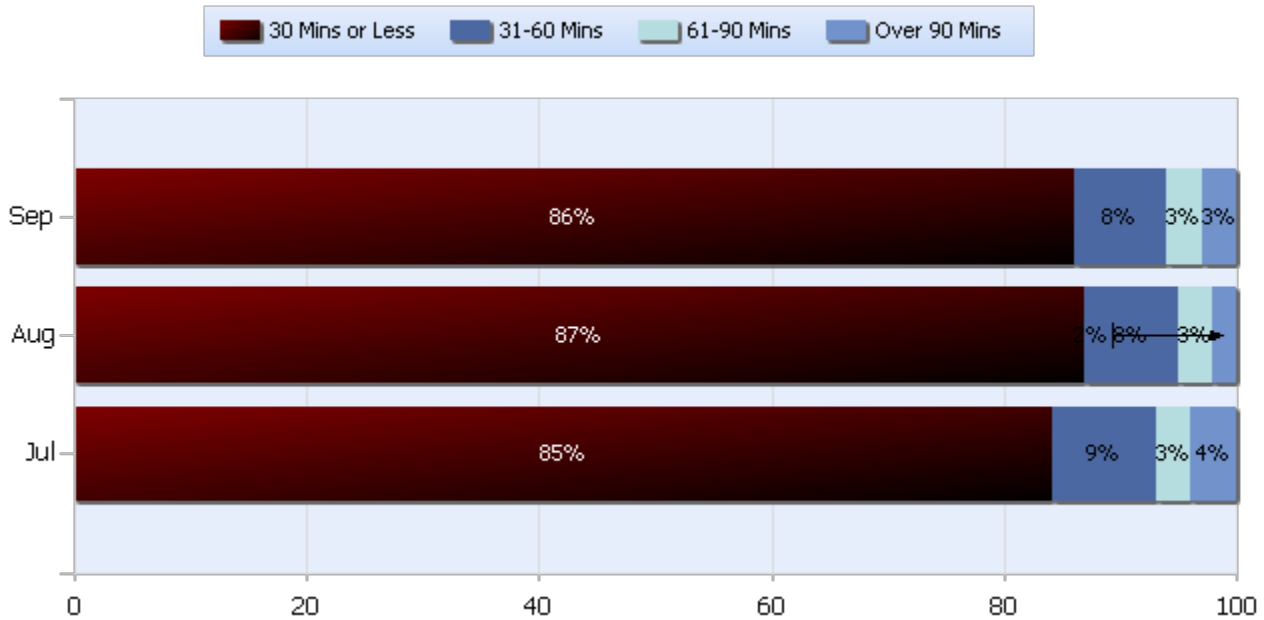 30 Mins or Less 31-60 Mins 61-90 Mins Over 90 Mins
Sep 86% 8% 3% 3%
Aug 87% 2% 8% 3%
Jul 85% 9% 3% 4%
0 20 40 60 80 100